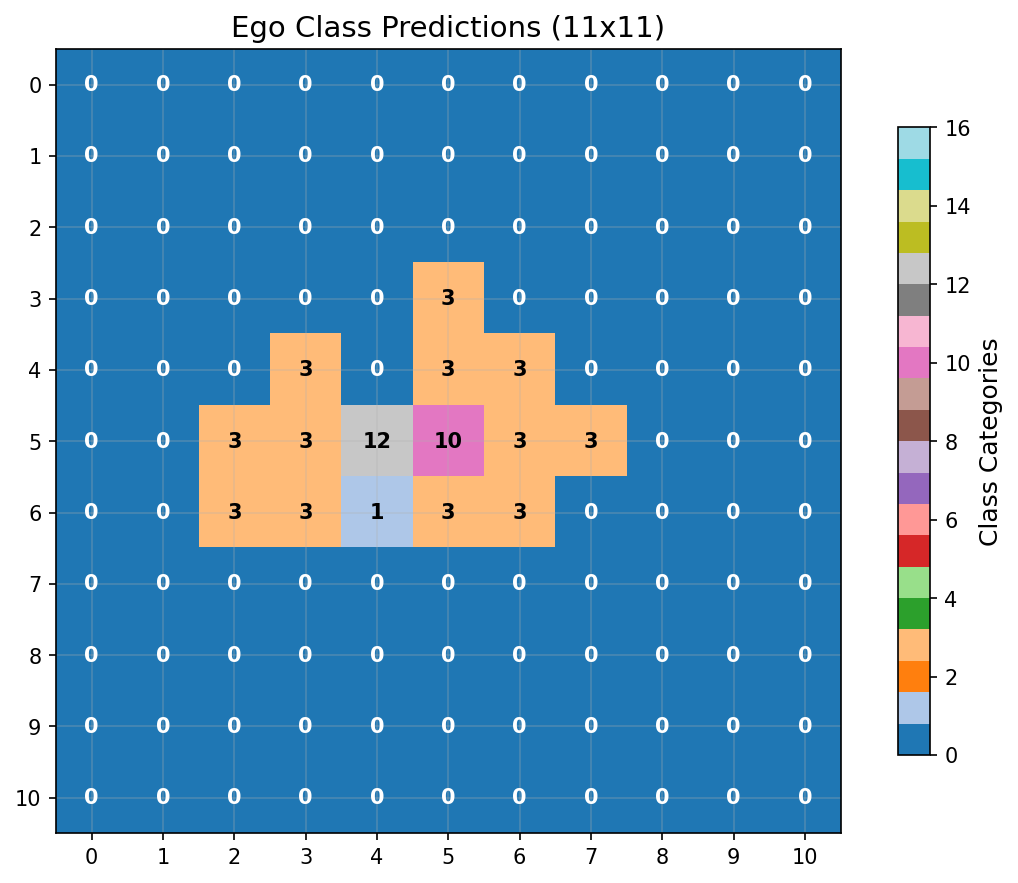 Ego Class Predictions (11x11)
0 0 0 0 0 0 0 0 0 0 0 0
1 0 0 0 0 0 0 0 0 0 0 0
2 0 0 0 0 0 0 0 0 0 0 0
3 0 0 0 0 0 3 0 0 0 0 0
4 0 0 0 3 0 3 3 0 0 0 0
5 0 0 3 3 12 10 3 3 0 0 0
6 0 0 3 3 1 3 3 0 0 0 0
7 0 0 0 0 0 0 0 0 0 0 0
8 0 0 0 0 0 0 0 0 0 0 0
9 0 0 0 0 0 0 0 0 0 0 0
10 0 0 0 0 0 0 0 0 0 0 0
0 1 2 3 4 5 6 7 8 9 10
16
14
12
10
8
6
4
2
0
Class Categories